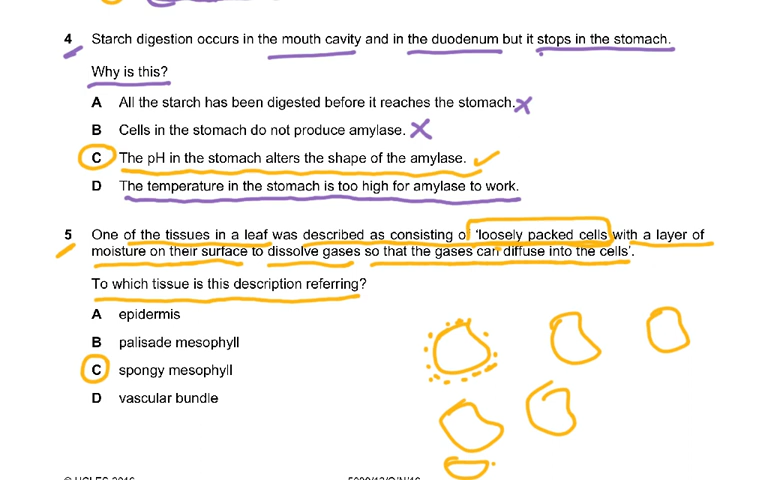 4 Starch digestion occurs in the mouth cavity and in the duodenum but it stops in the stomach.
Why is this?
A All the starch has been digested before it reaches the stomach.
B Cells in the stomach do not produce amylase.
C The pH in the stomach alters the shape of the amylase.
D The temperature in the stomach is too high for amylase to work.
5 One of the tissues in a leaf was described as consisting of ‘loosely packed cells with a layer of
moisture on their surface to dissolve gases so that the gases can diffuse into the cells’.
To which tissue is this description referring?
A epidermis
B palisade mesophyll
C spongy mesophyll
D vascular bundle